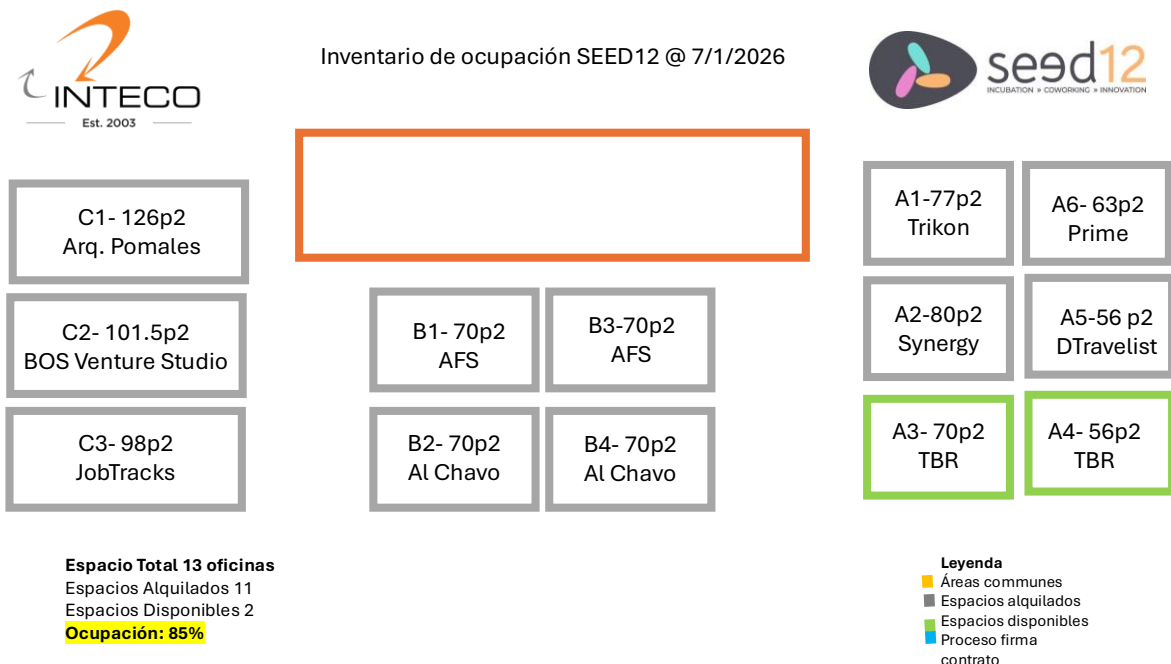 INTECO
Est. 2003
Inventario de ocupación SEED12 @ 7/1/2026
seed12
INCUBATION » COWORKING » INNOVATION
C1- 126p2
Arq. Pomales
C2- 101.5p2
BOS Venture Studio
C3- 98p2
JobTracks
B1- 70p2
AFS
B3-70p2
AFS
B2- 70p2
Al Chavo
B4- 70p2
Al Chavo
A1-77p2
Trikon
A6- 63p2
Prime
A2-80p2
Synergy
A5-56 p2
DTravelist
A3- 70p2
TBR
A4- 56p2
TBR
Espacio Total 13 oficinas
Espacios Alquilados 11
Espacios Disponibles 2
Ocupación: 85%
Leyenda
Áreas communes
Espacios alquilados
Espacios disponibles
Proceso firma
contrato